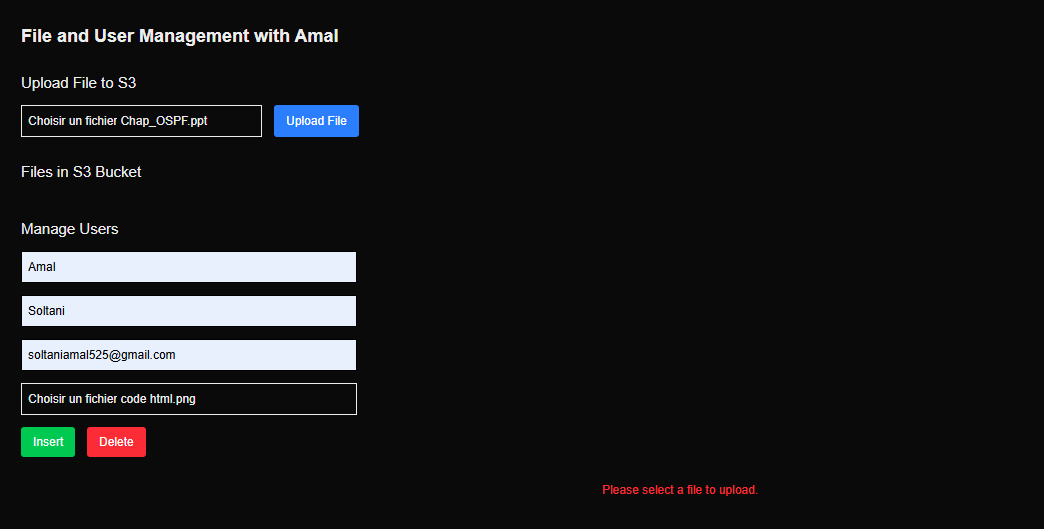 File and User Management with Amal
Upload File to S3
Choisir un fichier Chap_OSPF.ppt
Upload File
Files in S3 Bucket
Manage Users
Amal
Soltani
soltaniamal525@gmail.com
Choisir un fichier code html.png
Insert
Delete
Please select a file to upload.